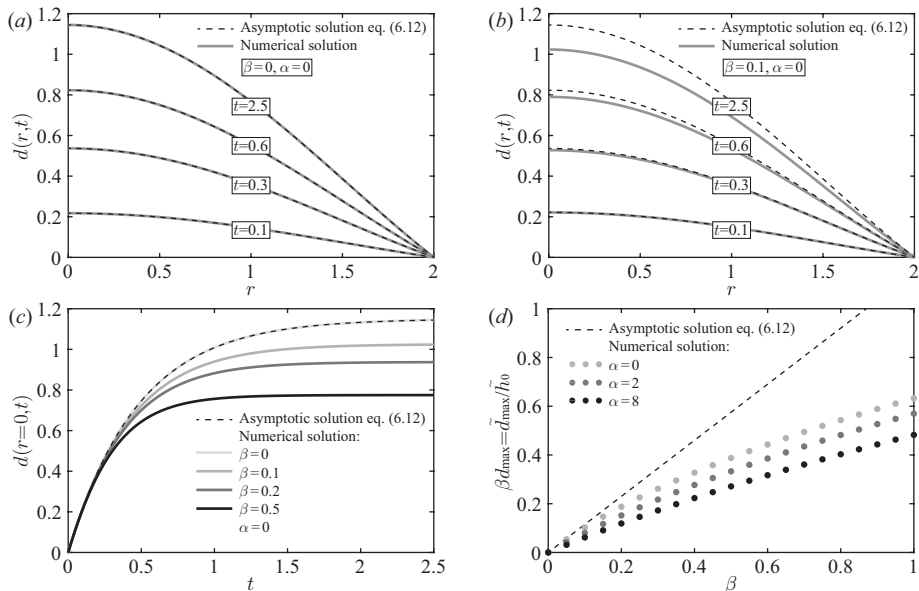 (a)
1.2
1.0
0.8
0.6
0.4
0.2
0
d(r,t)
Asymptotic solution eq. (6.12)
Numerical solution
β=0, α=0
t=2.5
t=0.6
t=0.3
t=0.1
0 0.5 1 1.5 2
r
(b)
1.2
1.0
0.8
0.6
0.4
0.2
0
d(r,t)
Asymptotic solution eq. (6.12)
Numerical solution
β=0.1, α=0
t=2.5
t=0.6
t=0.3
t=0.1
0 0.5 1 1.5 2
r
(c)
1.2
1.0
0.8
0.6
0.4
0.2
0
d(r=0,t)
Asymptotic solution eq. (6.12)
Numerical solution:
β=0
β=0.1
β=0.2
β=0.5
α=0
0 0.5 1.0 1.5 2.0 2.5
t
(d)
1
0.8
0.6
0.4
0.2
0
βd_max=d̃_max/h̃_0
Asymptotic solution eq. (6.12)
Numerical solution:
α=0
α=2
α=8
0 0.2 0.4 0.6 0.8 1
β